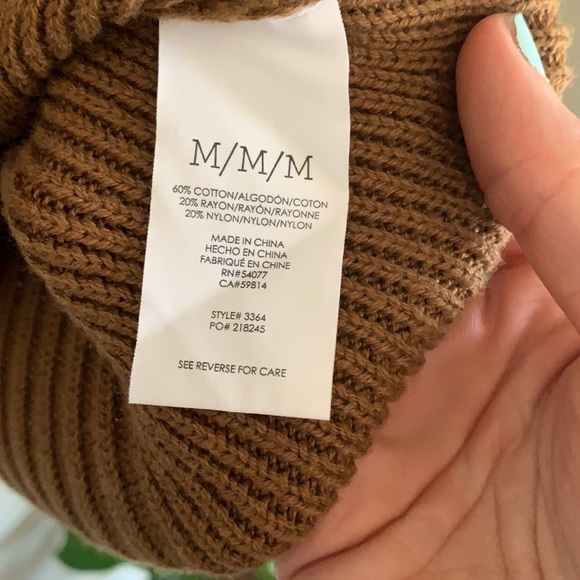 M/M/M
60% COTTON/ALGODÓN/COTON
20% RAYON/RAYÓN/RAYONNE
20% NYLON/NYLON/NYLON
MADE IN CHINA
HECHO EN CHINA
FABRIQUÉ EN CHINE
RN#54077
CA#59814
STYLE# 3364
PO# 218245
SEE REVERSE FOR CARE